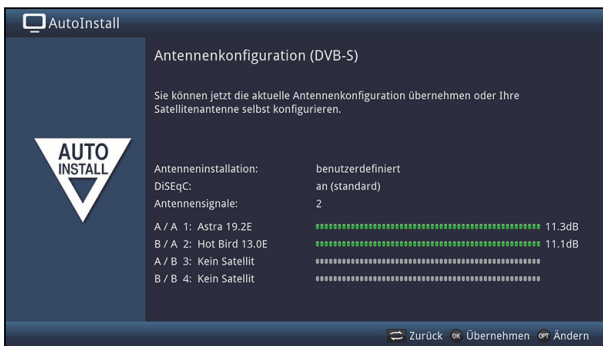 AutoInstall
Antennenkonfiguration (DVB-S)
Sie können jetzt die aktuelle Antennenkonfiguration übernehmen oder Ihre
Satellitenantenne selbst konfigurieren.
AUTO
INSTALL
Antenneninstallation: benutzerdefiniert
DiSEqC: an (standard)
Antennensignale: 2
A / A 1: Astra 19.2E 11.3dB
B / A 2: Hot Bird 13.0E 11.1dB
A / B 3: Kein Satellit
B / B 4: Kein Satellit
Zurück OK Übernehmen OPT Ändern